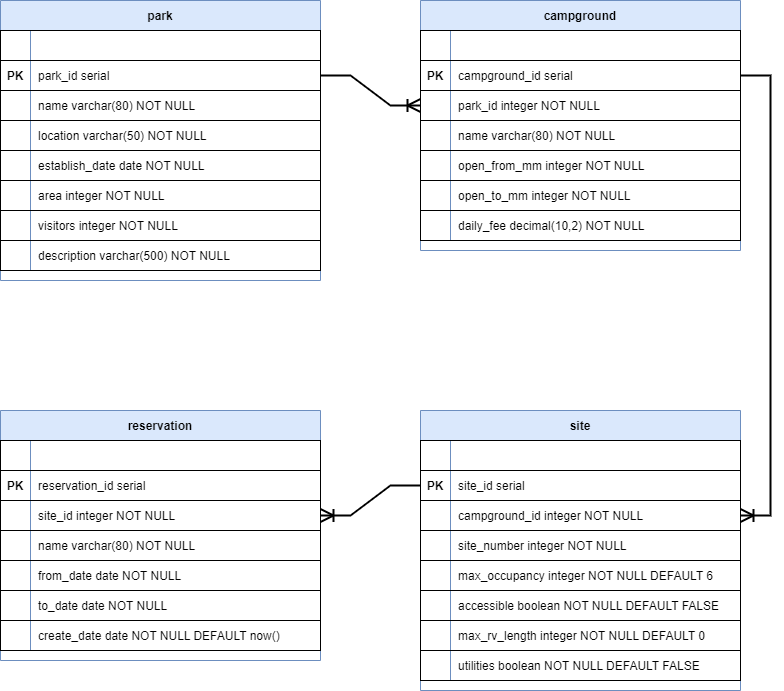 park
PK park_id serial
name varchar(80) NOT NULL
location varchar(50) NOT NULL
establish_date date NOT NULL
area integer NOT NULL
visitors integer NOT NULL
description varchar(500) NOT NULL
campground
PK campground_id serial
park_id integer NOT NULL
name varchar(80) NOT NULL
open_from_mm integer NOT NULL
open_to_mm integer NOT NULL
daily_fee decimal(10,2) NOT NULL
reservation
PK reservation_id serial
site_id integer NOT NULL
name varchar(80) NOT NULL
from_date date NOT NULL
to_date date NOT NULL
create_date date NOT NULL DEFAULT now()
site
PK site_id serial
campground_id integer NOT NULL
site_number integer NOT NULL
max_occupancy integer NOT NULL DEFAULT 6
accessible boolean NOT NULL DEFAULT FALSE
max_rv_length integer NOT NULL DEFAULT 0
utilities boolean NOT NULL DEFAULT FALSE